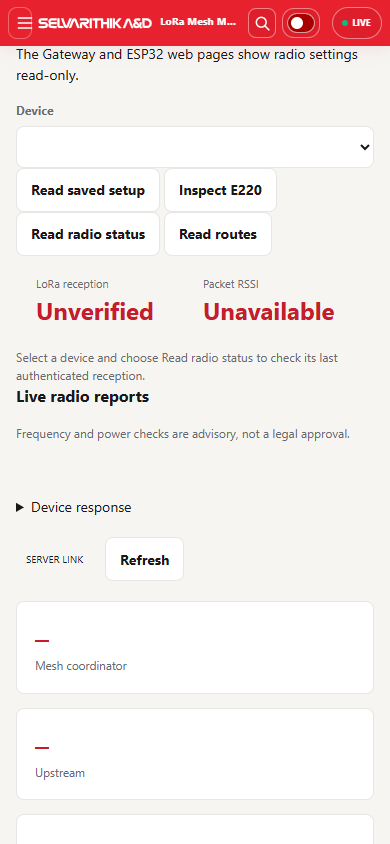 SELVARITHIK A&D LoRa Mesh M... LIVE
The Gateway and ESP32 web pages show radio settings
read-only.
Device
Read saved setup Inspect E220
Read radio status Read routes
LoRa reception Packet RSSI
Unverified Unavailable
Select a device and choose Read radio status to check its last
authenticated reception.
Live radio reports
Frequency and power checks are advisory, not a legal approval.
Device response
SERVER LINK Refresh
—
Mesh coordinator
—
Upstream